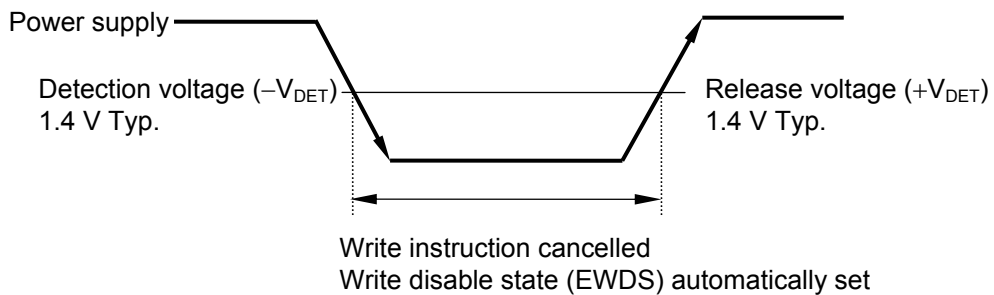 Power supply
Detection voltage (−VDET)
1.4 V Typ.
Release voltage (+VDET)
1.4 V Typ.
Write instruction cancelled
Write disable state (EWDS) automatically set